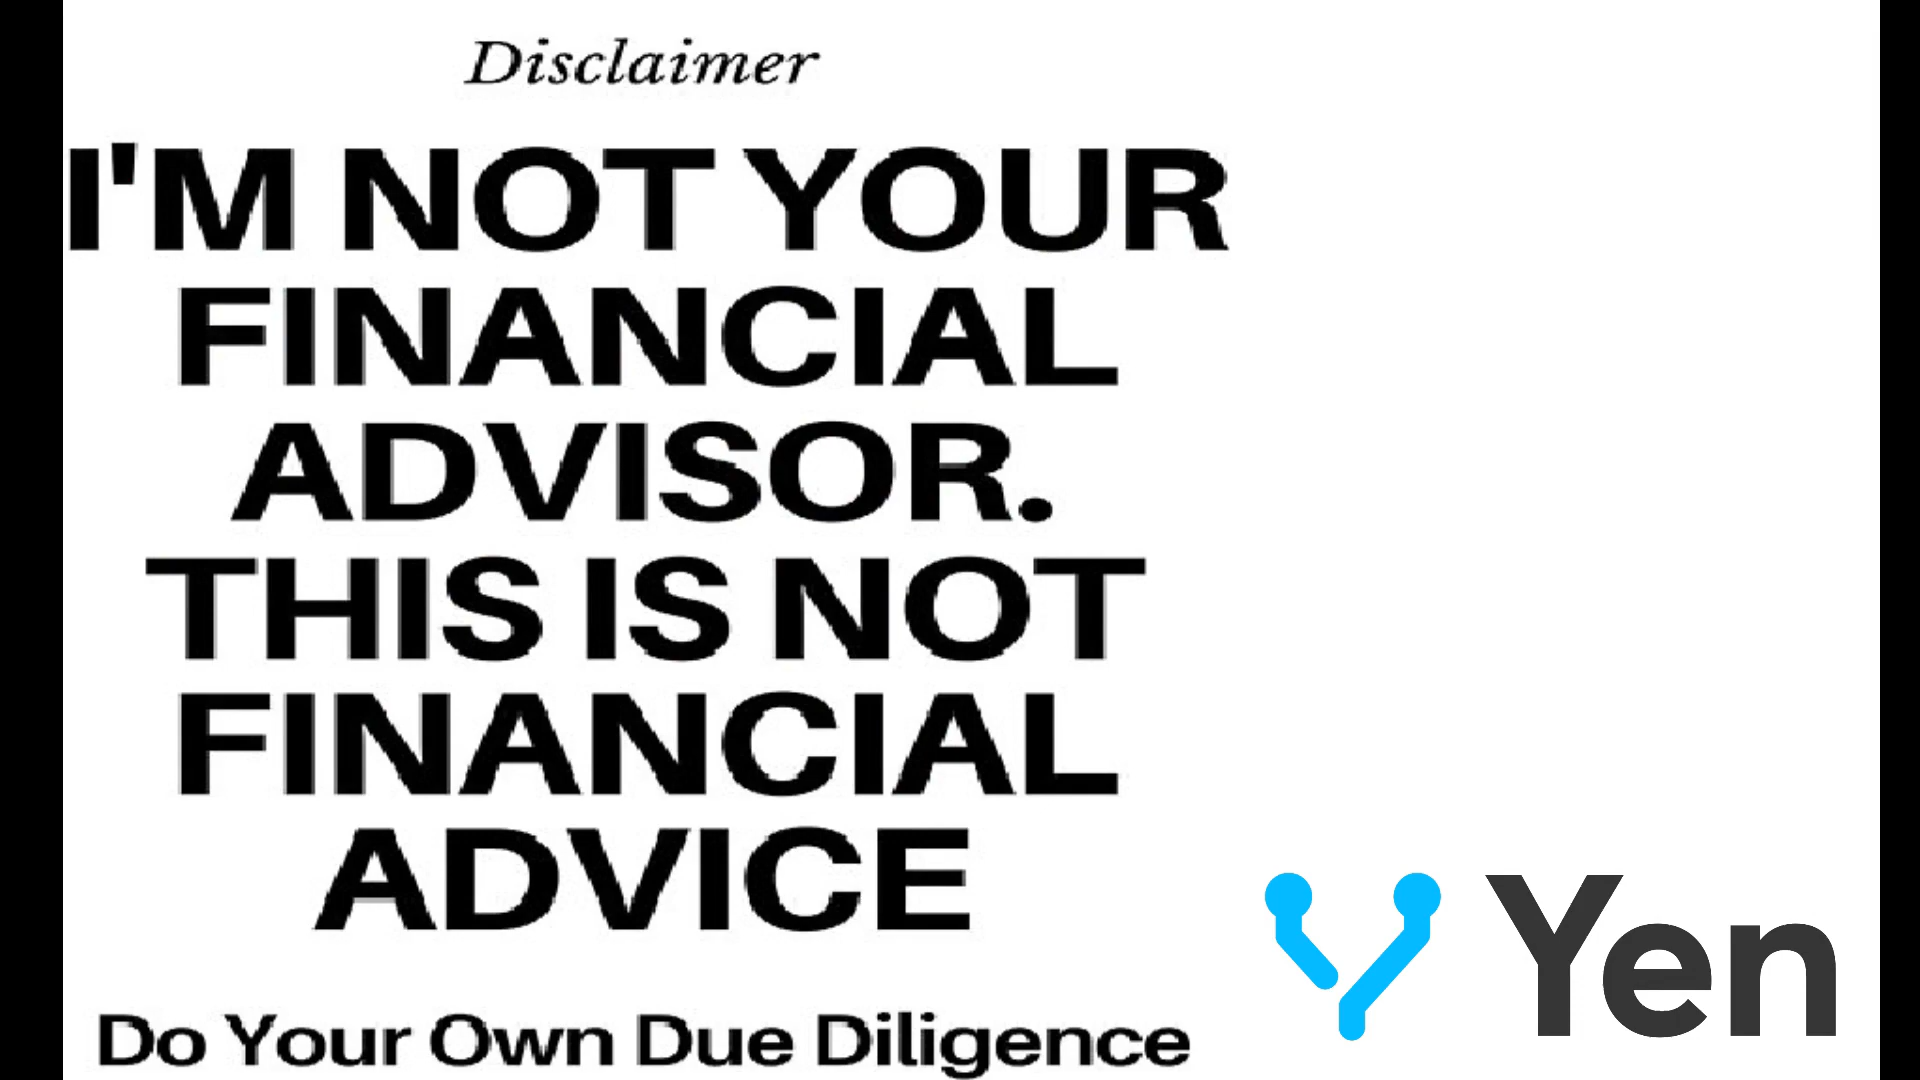 Disclaimer
I'M NOT YOUR
FINANCIAL
ADVISOR.
THIS IS NOT
FINANCIAL
ADVICE
Do Your Own Due Diligence
Yen